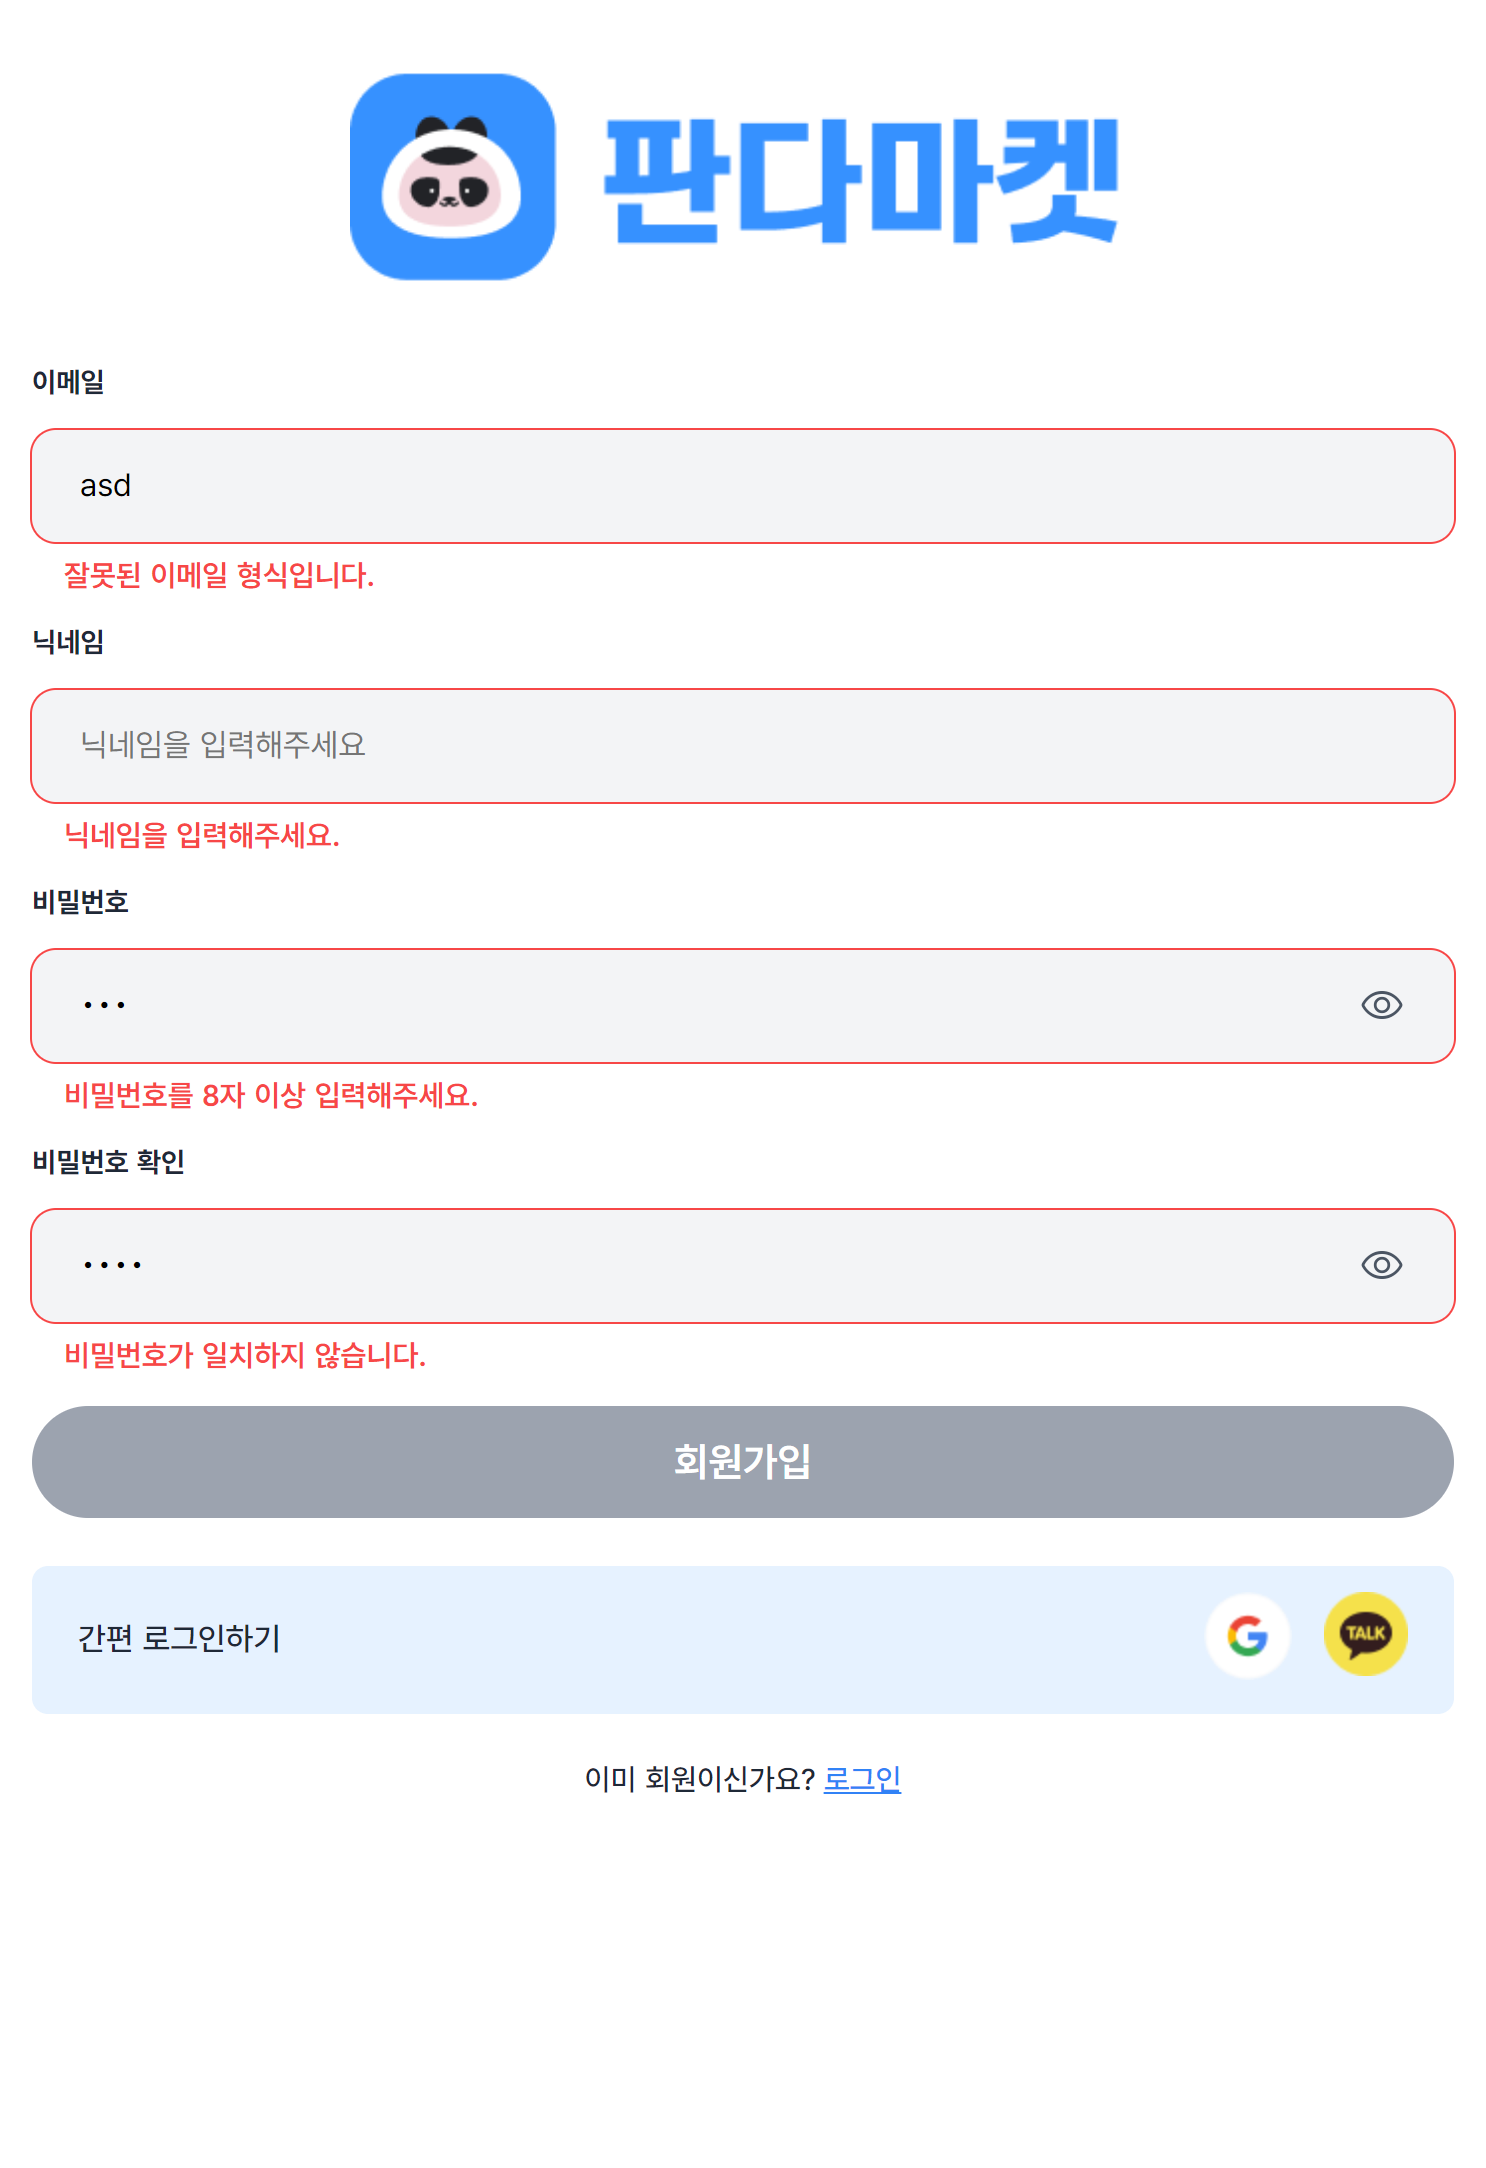 판다마켓
이메일
asd
잘못된 이메일 형식입니다.
닉네임
닉네임을 입력해주세요
닉네임을 입력해주세요.
비밀번호
•••
비밀번호를 8자 이상 입력해주세요.
비밀번호 확인
••••
비밀번호가 일치하지 않습니다.
회원가입
간편 로그인하기
G
TALK
이미 회원이신가요? 로그인